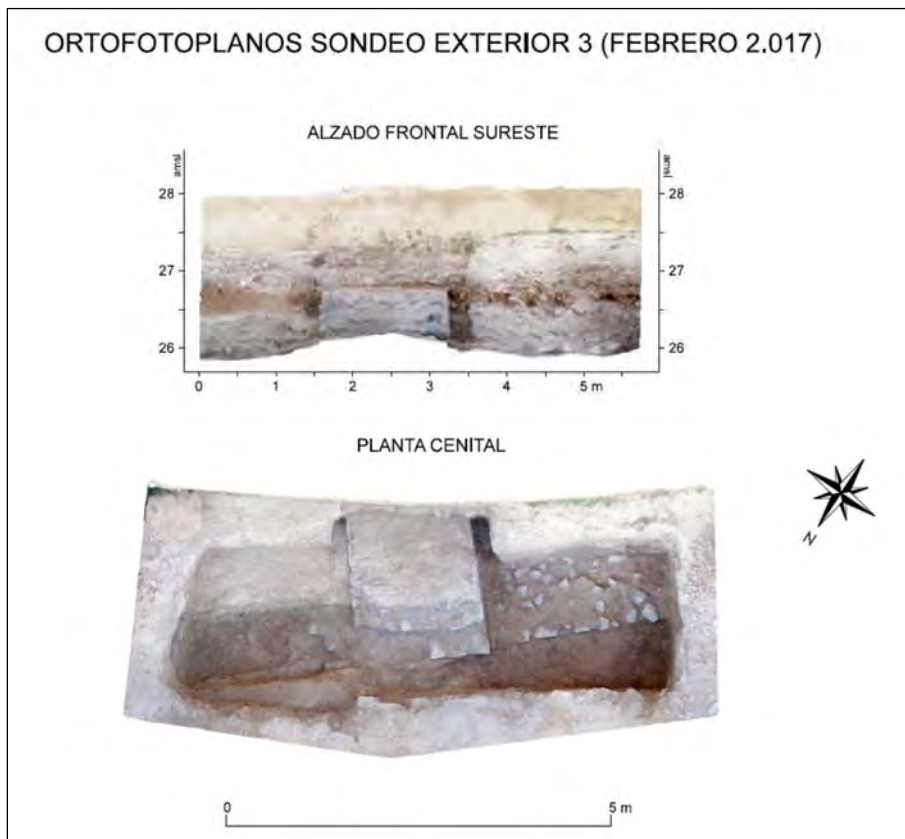 ORTOFOTOPLANOS SONDEO EXTERIOR 3 (FEBRERO 2.017)
ALZADO FRONTAL SURESTE
amsl amsl
28 28
27 27
26 26
0 1 2 3 4 5 m
PLANTA CENITAL
N
0 5 m